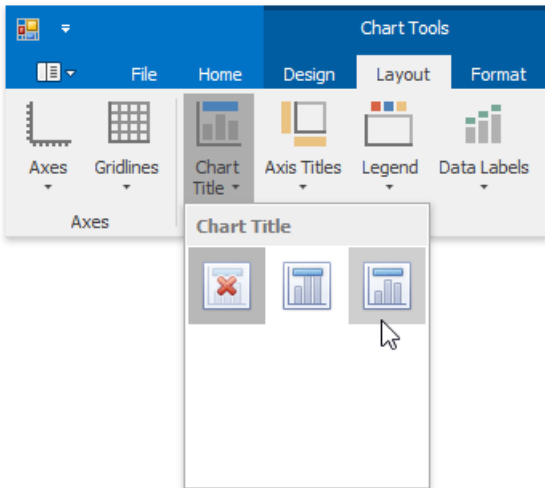 Chart Tools
File Home Design Layout Format
Axes Gridlines Chart Title Axis Titles Legend Data Labels
Axes
Chart Title